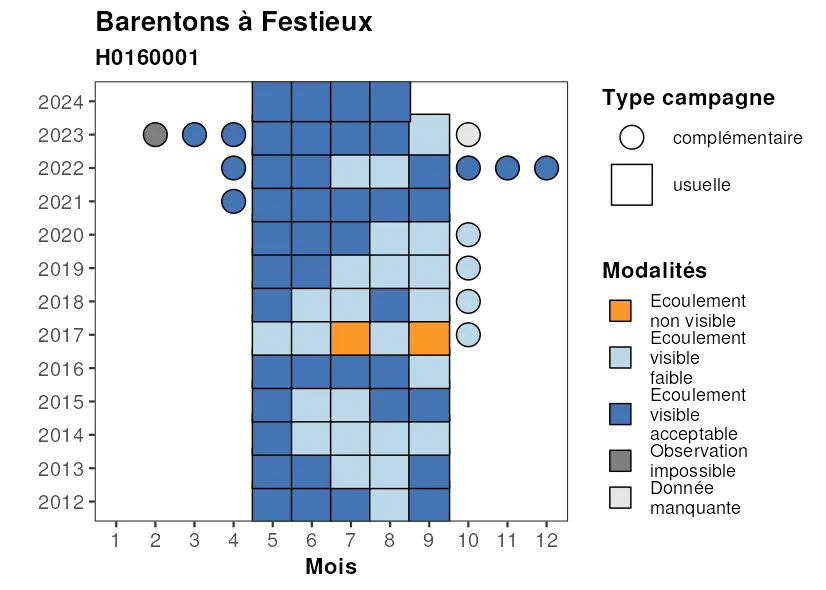 Barentons à Festieux
H0160001
2024
2023
2022
2021
2020
2019
2018
2017
2016
2015
2014
2013
2012
1 2 3 4 5 6 7 8 9 10 11 12
Mois
Type campagne
complémentaire
usuelle
Modalités
Ecoulement
non visible
Ecoulement
visible
faible
Ecoulement
visible
acceptable
Observation
impossible
Donnée
manquante